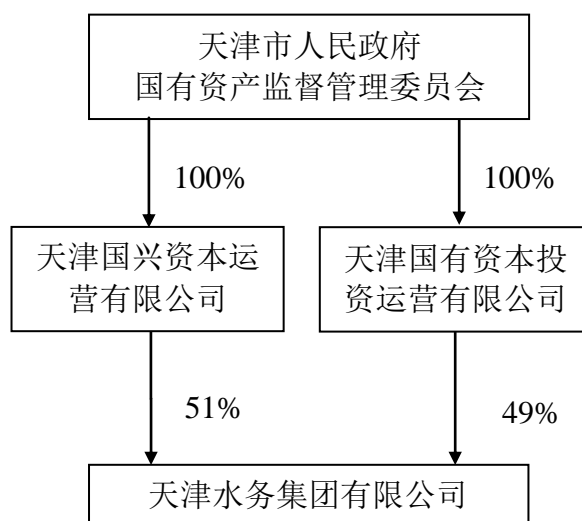 天津市人民政府
国有资产监督管理委员会
100%
100%
天津国兴资本运
营有限公司
天津国有资本投
资运营有限公司
51%
49%
天津水务集团有限公司